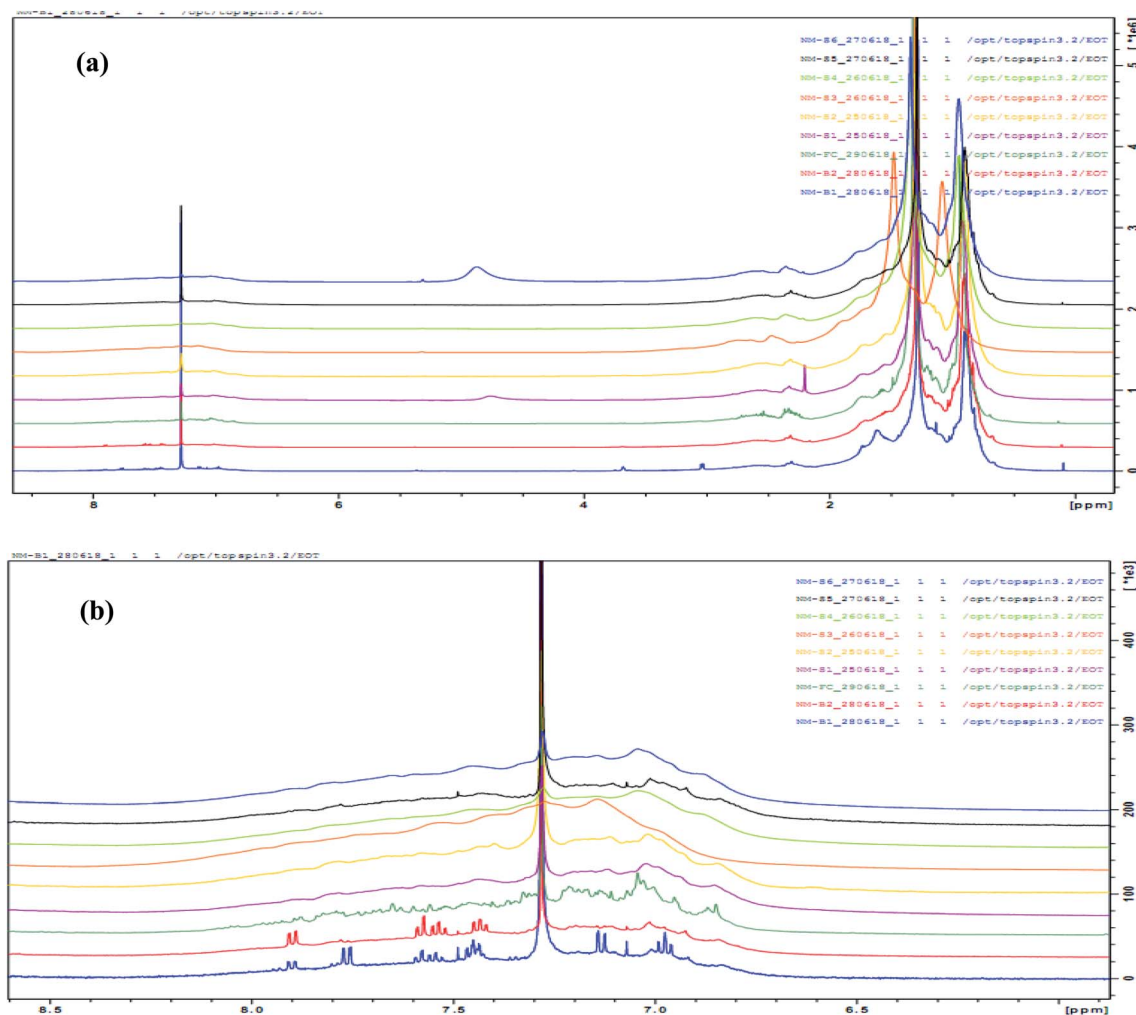 NM-B1_280618_1 1 1 /opt/topspin3.2/EOT
(a)
NM-S6_270618_1 1 1 /opt/topspin3.2/EOT
NM-S5_270618_1 1 1 /opt/topspin3.2/EOT
NM-S4_260618_1 1 1 /opt/topspin3.2/EOT
NM-S3_260618_1 1 1 /opt/topspin3.2/EOT
NM-S2_250618_1 1 1 /opt/topspin3.2/EOT
NM-S1_250618_1 1 1 /opt/topspin3.2/EOT
NM-FC_290618_1 1 1 /opt/topspin3.2/EOT
NM-B2_280618_1 1 1 /opt/topspin3.2/EOT
NM-B1_280618_1 1 1 /opt/topspin3.2/EOT
[*1e6]
5
4
3
2
1
0
8 6 4 2 [ppm]
NM-B1_280618_1 1 1 /opt/topspin3.2/EOT
(b)
NM-S6_270618_1 1 1 /opt/topspin3.2/EOT
NM-S5_270618_1 1 1 /opt/topspin3.2/EOT
NM-S4_260618_1 1 1 /opt/topspin3.2/EOT
NM-S3_260618_1 1 1 /opt/topspin3.2/EOT
NM-S2_250618_1 1 1 /opt/topspin3.2/EOT
NM-S1_250618_1 1 1 /opt/topspin3.2/EOT
NM-FC_290618_1 1 1 /opt/topspin3.2/EOT
NM-B2_280618_1 1 1 /opt/topspin3.2/EOT
NM-B1_280618_1 1 1 /opt/topspin3.2/EOT
[*1e3]
400
300
200
100
0
8.5 8.0 7.5 7.0 6.5 [ppm]